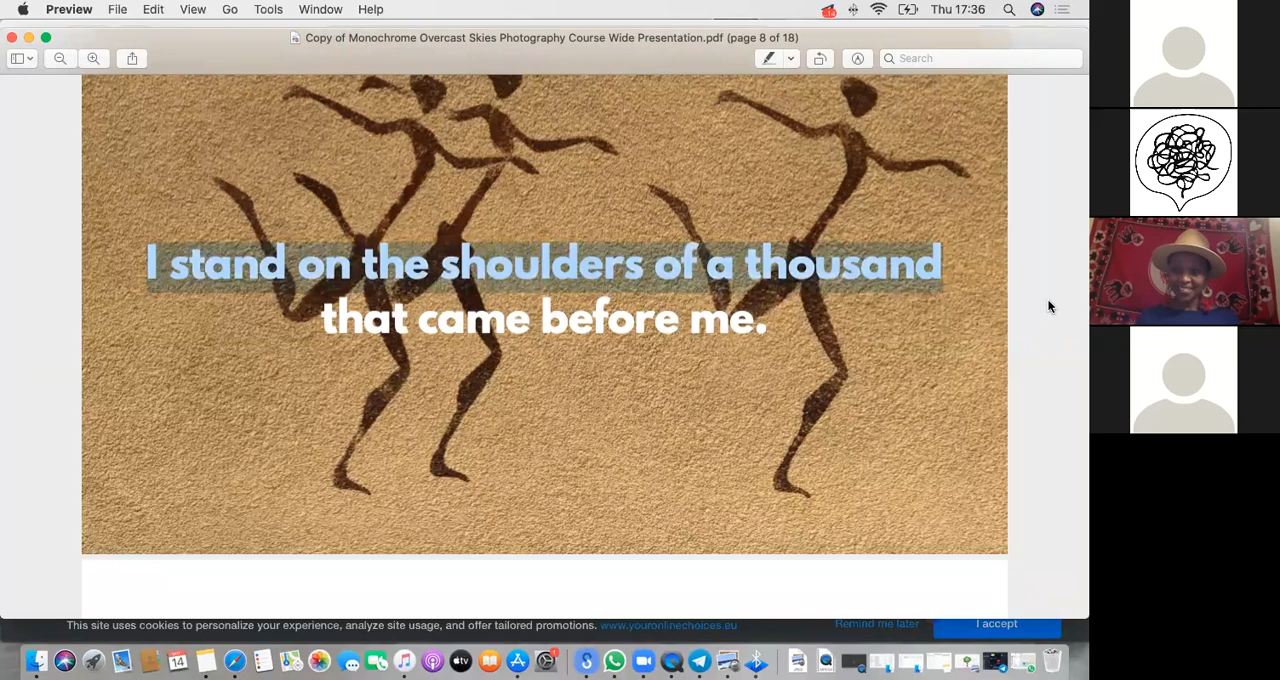 Preview File Edit View Go Tools Window Help
14
Thu 17:36
Copy of Monochrome Overcast Skies Photography Course Wide Presentation.pdf (page 8 of 18)
Search
I stand on the shoulders of a thousand
that came before me.
This site uses cookies to personalize your experience, analyze site usage, and offer tailored promotions. www.youronlinechoices.eu
Remind me later
I accept
14
tv